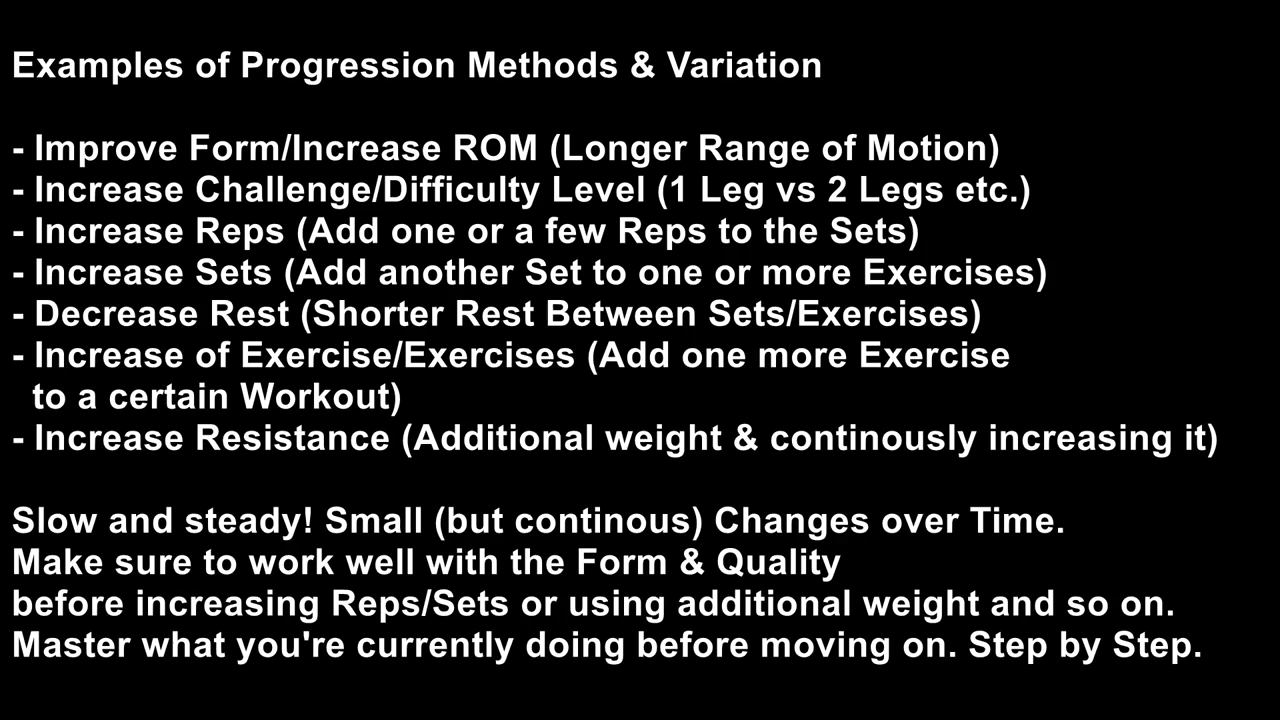 Examples of Progression Methods & Variation
- Improve Form/Increase ROM (Longer Range of Motion)
- Increase Challenge/Difficulty Level (1 Leg vs 2 Legs etc.)
- Increase Reps (Add one or a few Reps to the Sets)
- Increase Sets (Add another Set to one or more Exercises)
- Decrease Rest (Shorter Rest Between Sets/Exercises)
- Increase of Exercise/Exercises (Add one more Exercise
to a certain Workout)
- Increase Resistance (Additional weight & continously increasing it)
Slow and steady! Small (but continous) Changes over Time.
Make sure to work well with the Form & Quality
before increasing Reps/Sets or using additional weight and so on.
Master what you're currently doing before moving on. Step by Step.